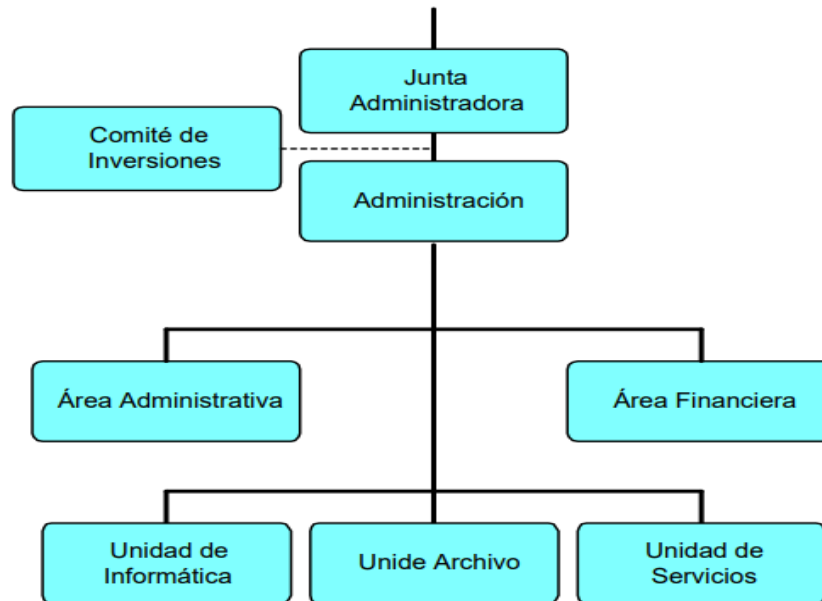 Junta
Administradora
Comité de
Inversiones
Administración
Área Administrativa
Área Financiera
Unidad de
Informática
Unide Archivo
Unidad de
Servicios